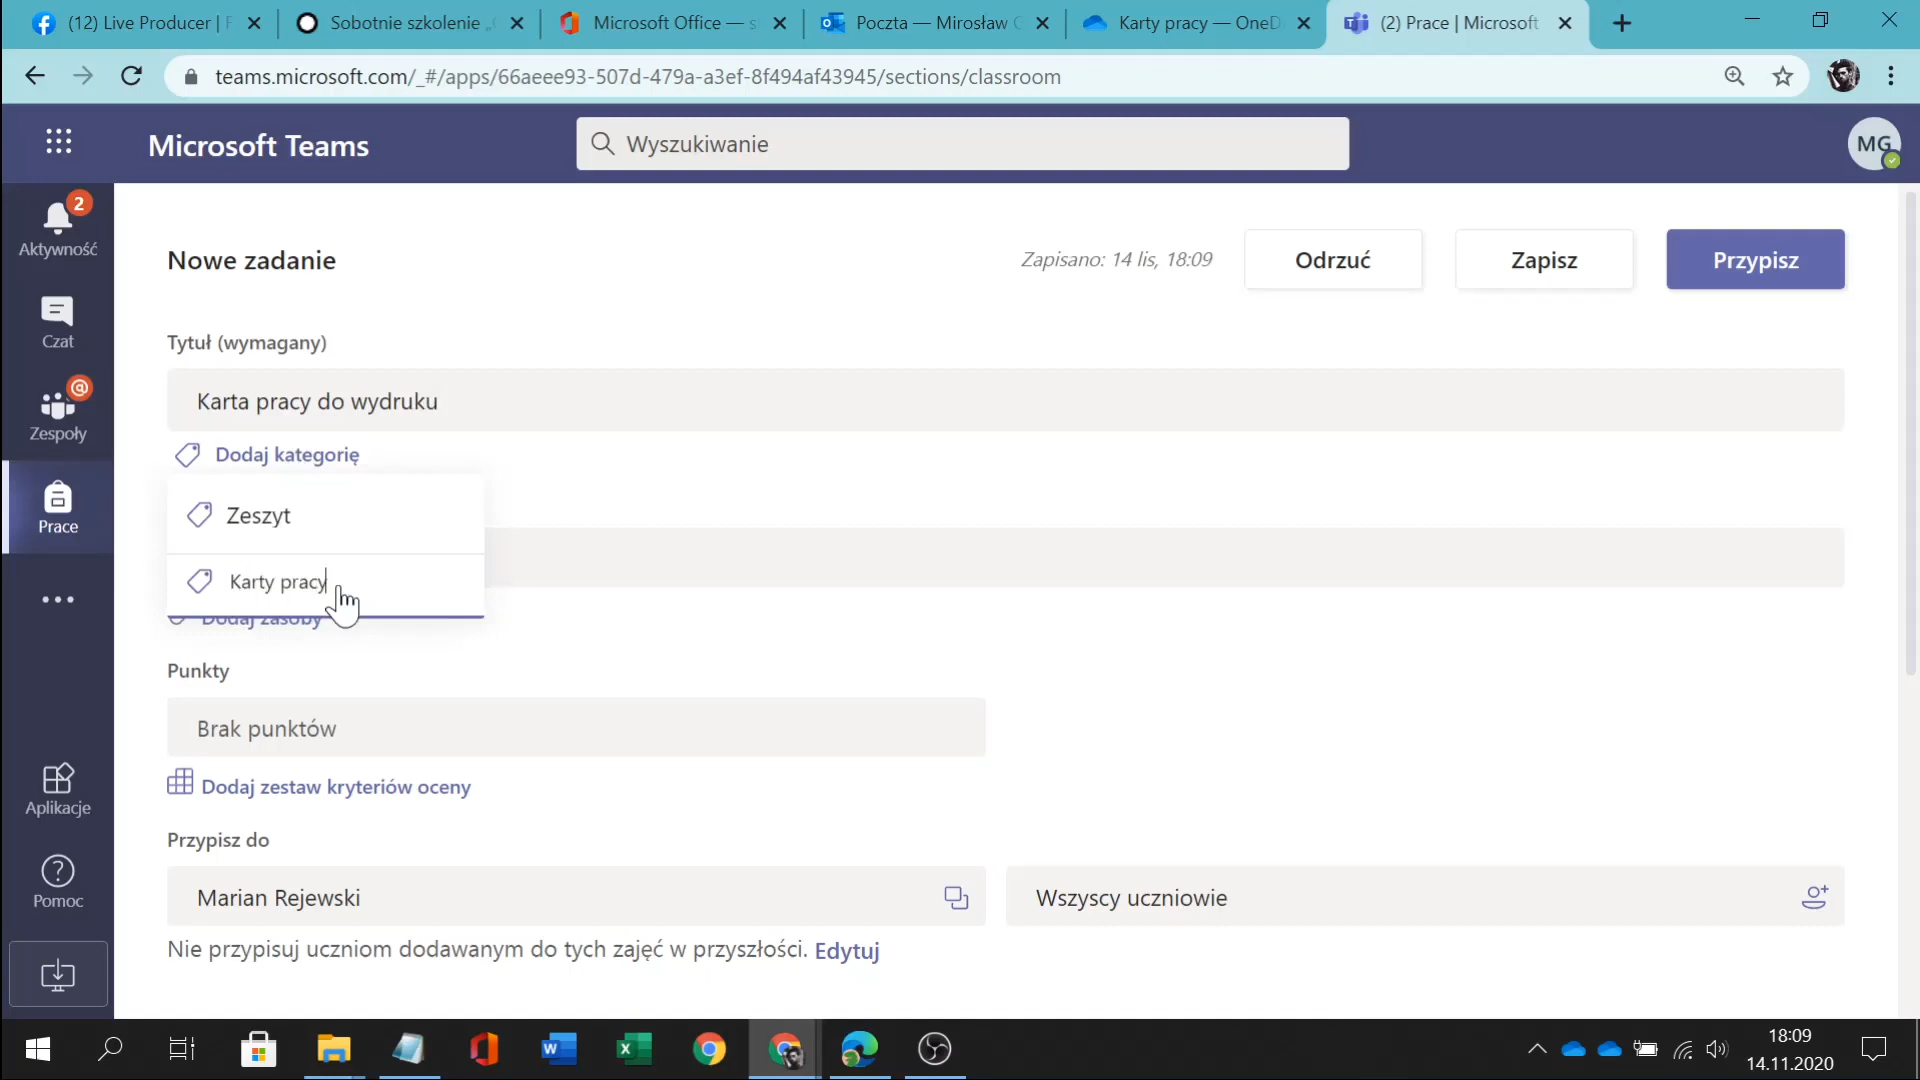 (12) Live Producer | F
Sobotnie szkolenie „
Microsoft Office — s
Poczta — Mirosław G
Karty pracy — OneD
(2) Prace | Microsoft
teams.microsoft.com/_#/apps/66aeee93-507d-479a-a3ef-8f494af43945/sections/classroom
Microsoft Teams
Wyszukiwanie
MG
2
Aktywność
Czat
Zespoły
Prace
Aplikacje
Pomoc
Nowe zadanie
Zapisano: 14 lis, 18:09
Odrzuć
Zapisz
Przypisz
Tytuł (wymagany)
Karta pracy do wydruku
Dodaj kategorię
Zeszyt
Karty pracy
Dodaj zasoby
Punkty
Brak punktów
Dodaj zestaw kryteriów oceny
Przypisz do
Marian Rejewski
Wszyscy uczniowie
Nie przypisuj uczniom dodawanym do tych zajęć w przyszłości. Edytuj
18:09
14.11.2020